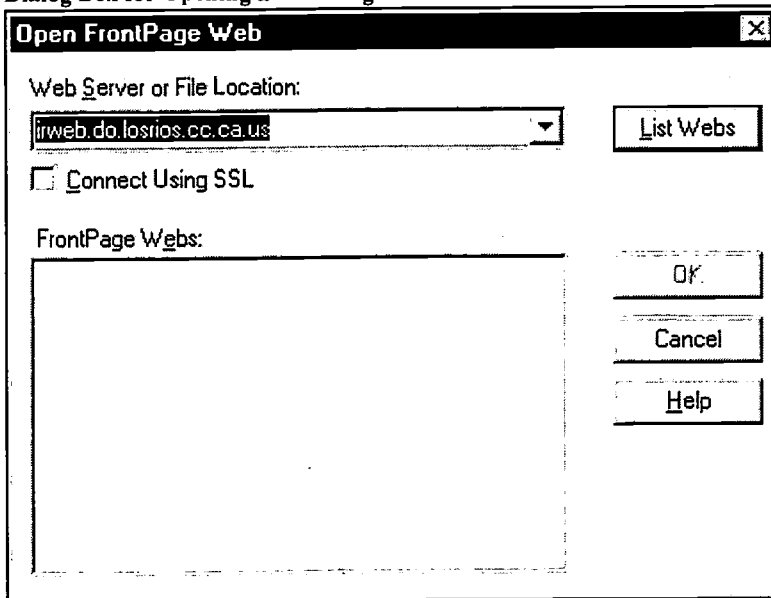 Open FrontPage Web
Web Server or File Location:
irweb.do.losrios.cc.ca.us
List Webs
Connect Using SSL
FrontPage Webs:
OK
Cancel
Help